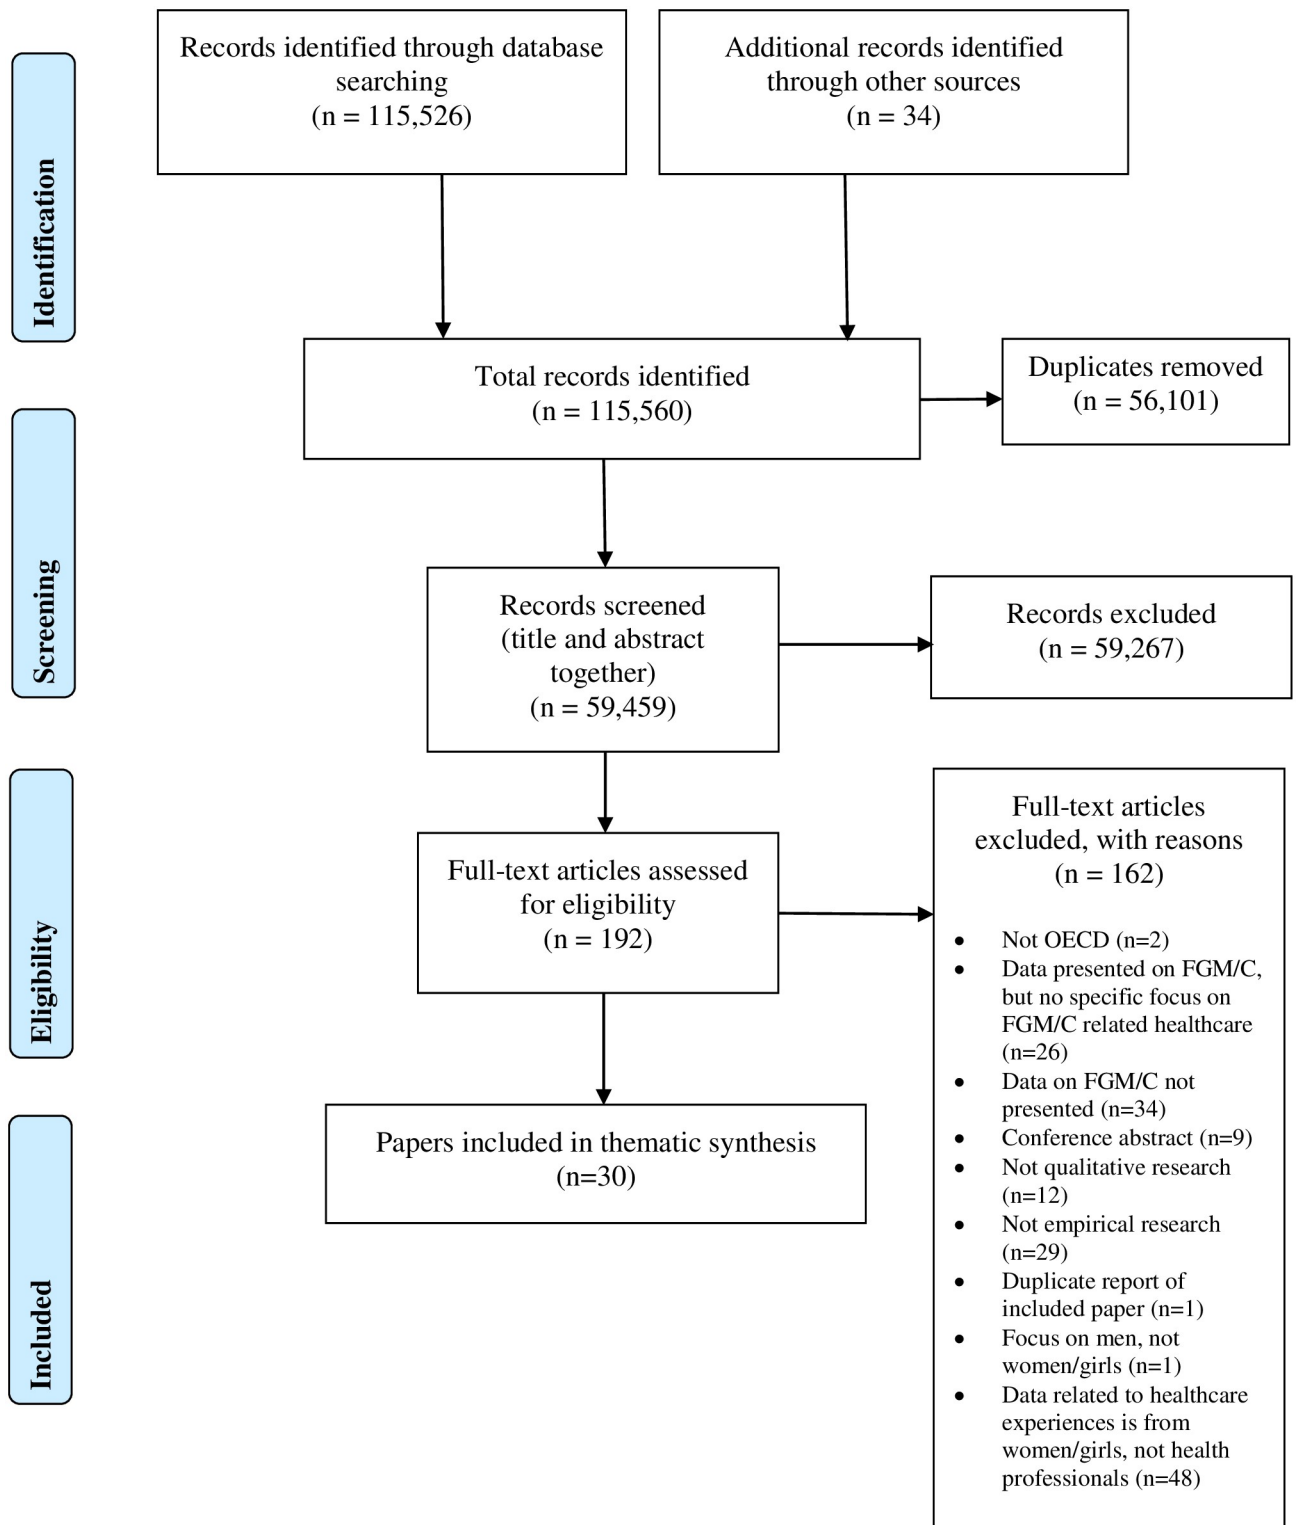 Records identified through database
searching
(n = 115,526)
Additional records identified
through other sources
(n = 34)
Identification
Total records identified
(n = 115,560)
Duplicates removed
(n = 56,101)
Screening
Records screened
(title and abstract
together)
(n = 59,459)
Records excluded
(n = 59,267)
Eligibility
Full-text articles assessed
for eligibility
(n = 192)
Full-text articles
excluded, with reasons
(n = 162)
• Not OECD (n=2)
• Data presented on FGM/C,
but no specific focus on
FGM/C related healthcare
(n=26)
• Data on FGM/C not
presented (n=34)
• Conference abstract (n=9)
• Not qualitative research
(n=12)
• Not empirical research
(n=29)
• Duplicate report of
included paper (n=1)
• Focus on men, not
women/girls (n=1)
• Data related to healthcare
experiences is from
women/girls, not health
professionals (n=48)
Included
Papers included in thematic synthesis
(n=30)